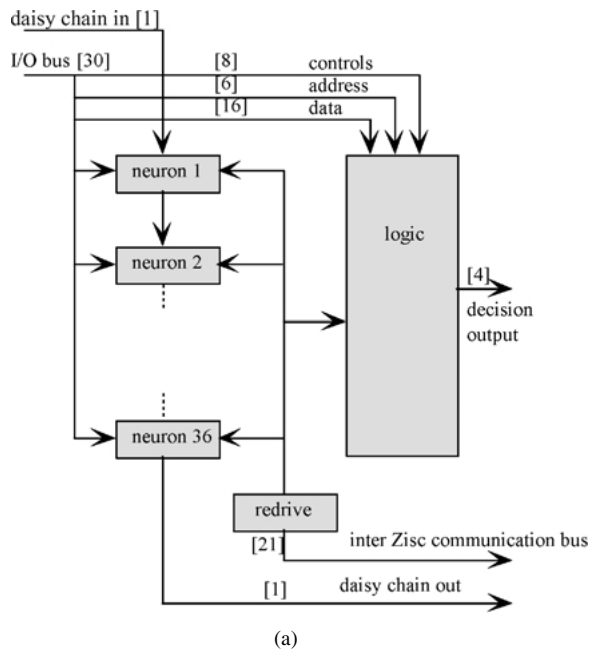 daisy chain in [1]
I/O bus [30]
[8] controls
[6] address
[16] data
neuron 1
logic
neuron 2
[4]
decision
output
neuron 36
redrive
[21]
inter Zisc communication bus
[1] daisy chain out
(a)